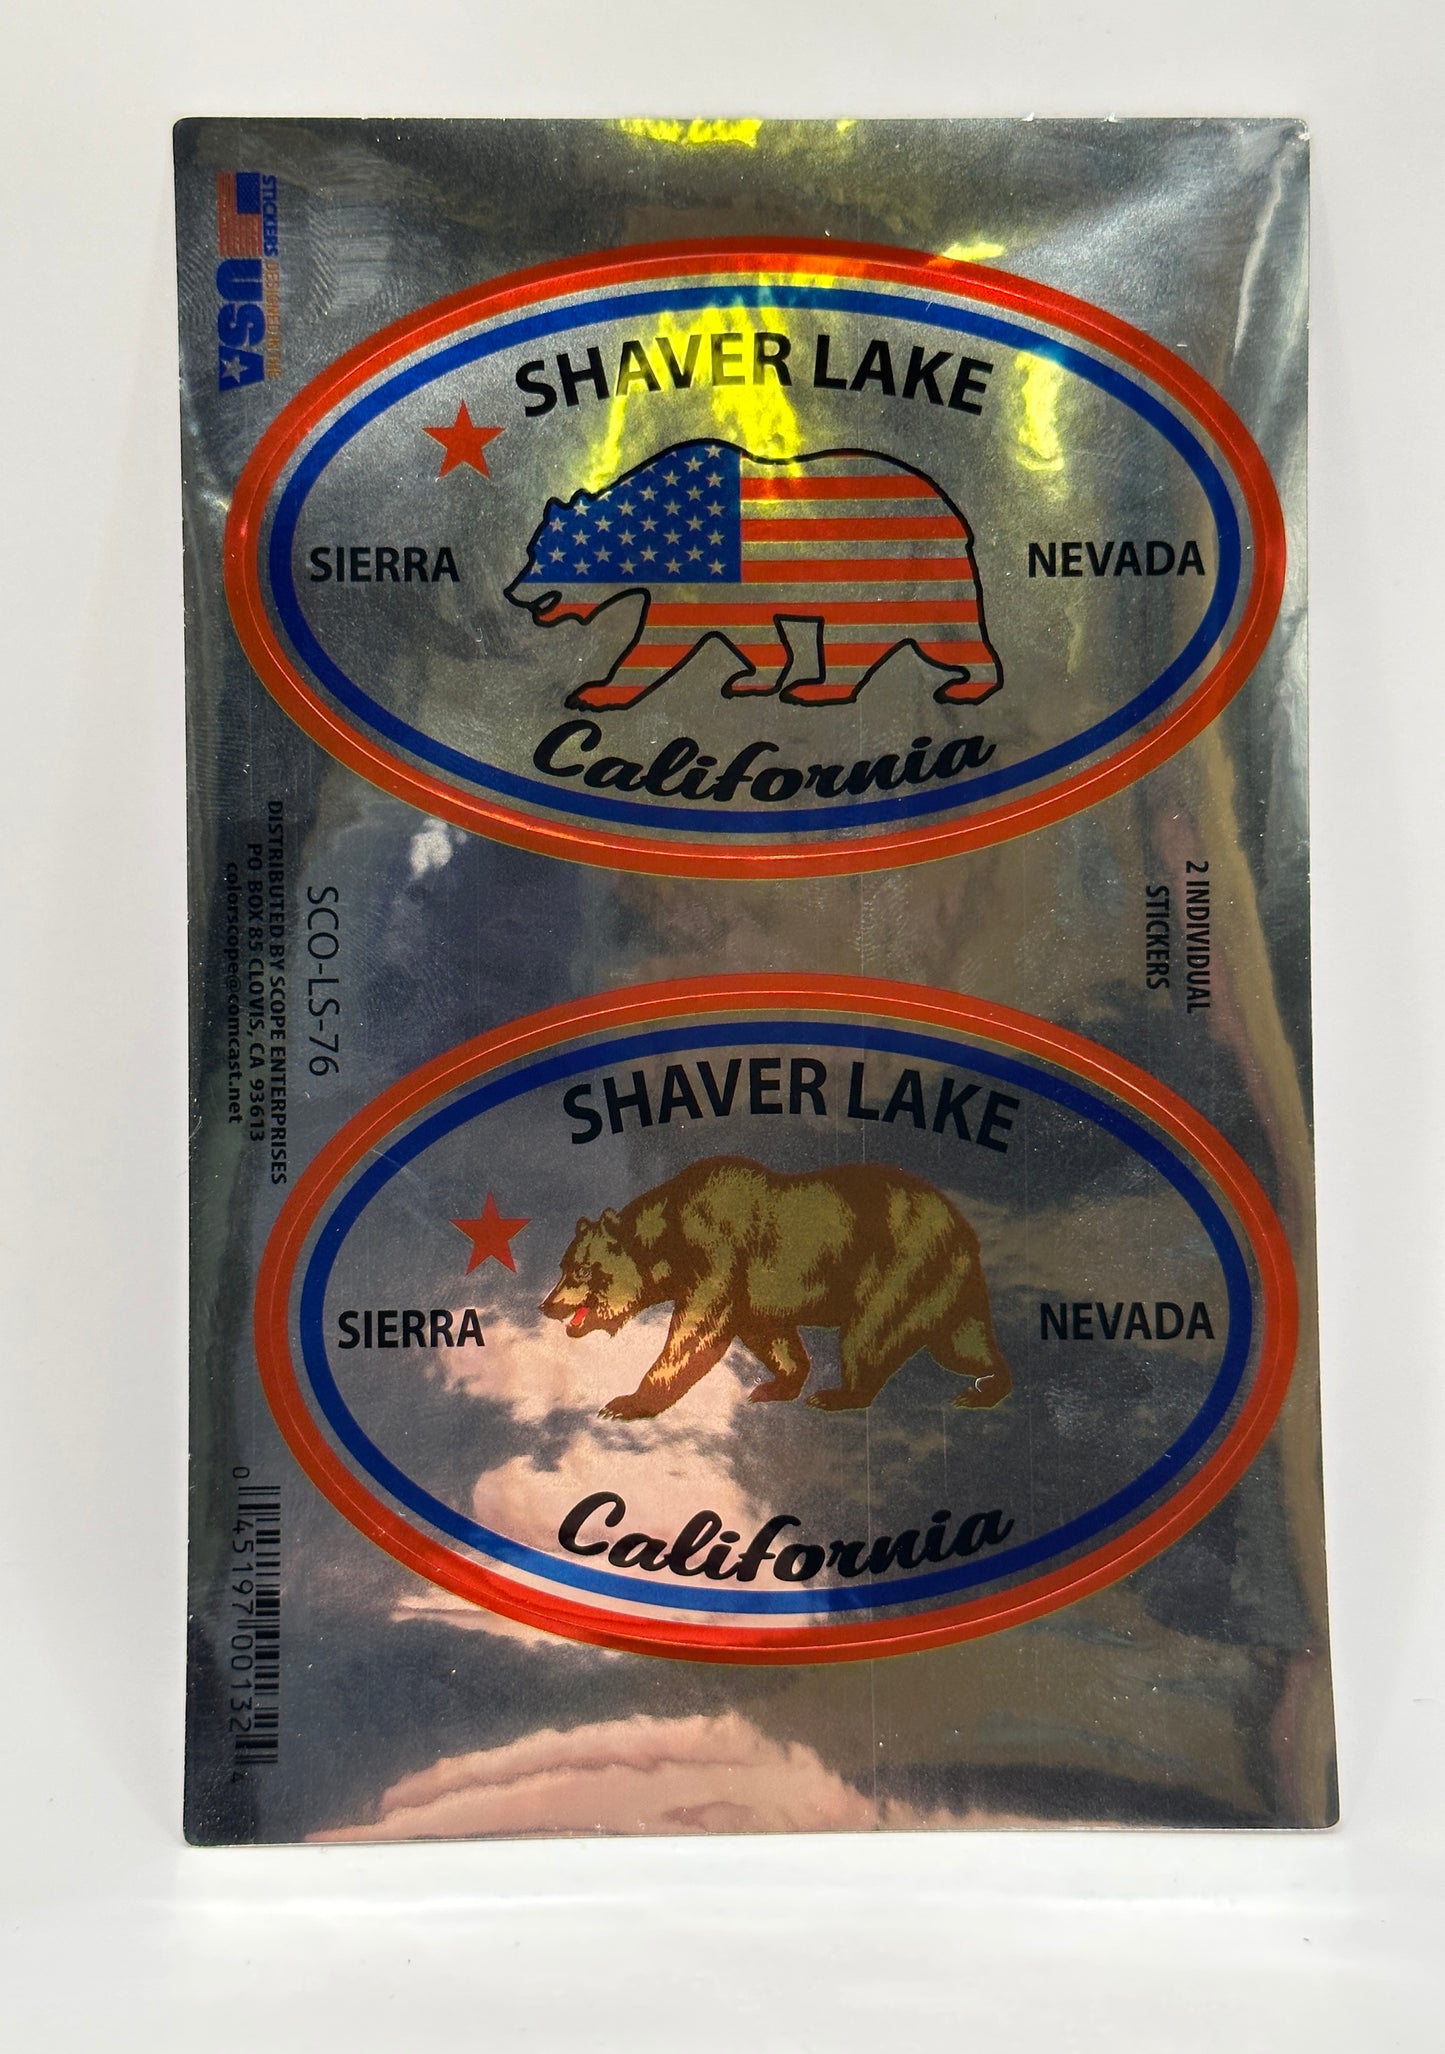 STICKERS DESIGNED IN THE
USA
SHAVER LAKE
SIERRA
NEVADA
California
2 INDIVIDUAL
STICKERS
SCO-LS-76
DISTRIBUTED BY SCOPE ENTERPRISES
PO BOX 85 CLOVIS, CA 93613
colorscope@comcast.net
SHAVER LAKE
SIERRA
NEVADA
California
0 45197 00132 4